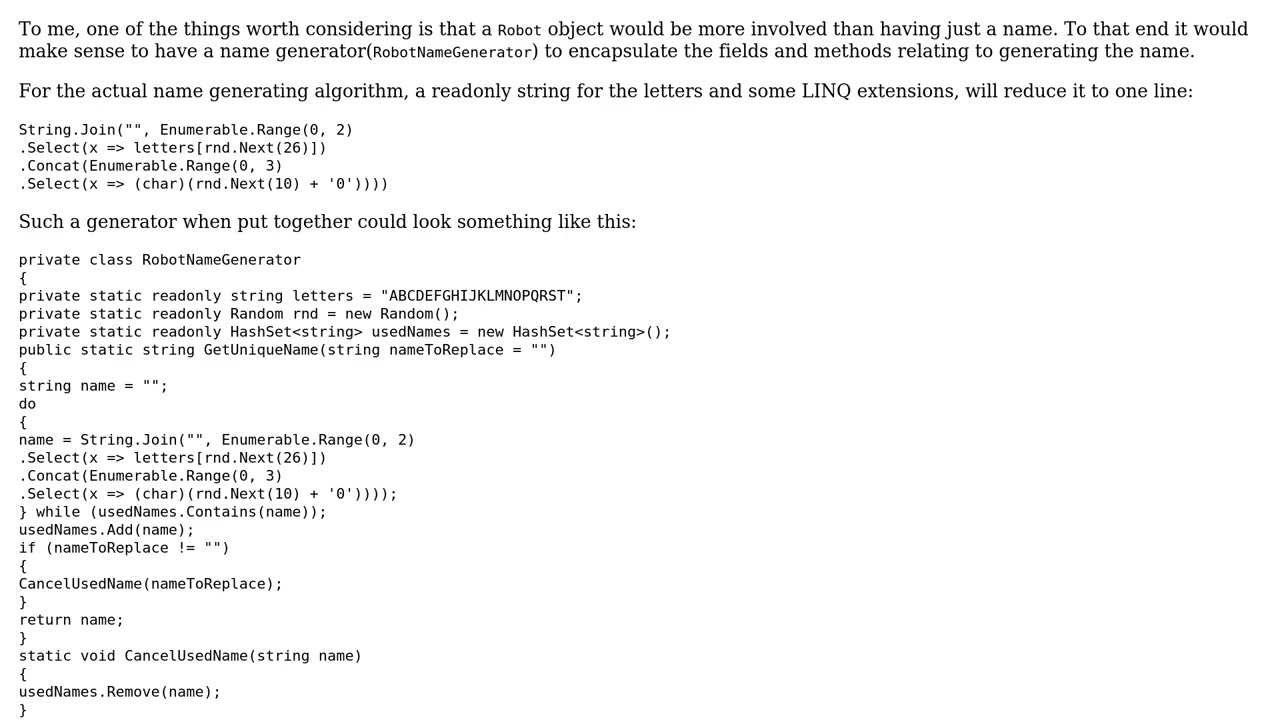 To me, one of the things worth considering is that a Robot object would be more involved than having just a name. To that end it would
make sense to have a name generator(RobotNameGenerator) to encapsulate the fields and methods relating to generating the name.
For the actual name generating algorithm, a readonly string for the letters and some LINQ extensions, will reduce it to one line:
String.Join("", Enumerable.Range(0, 2)
.Select(x => letters[rnd.Next(26)])
.Concat(Enumerable.Range(0, 3)
.Select(x => (char)(rnd.Next(10) + '0'))))
Such a generator when put together could look something like this:
private class RobotNameGenerator
{
private static readonly string letters = "ABCDEFGHIJKLMNOPQRST";
private static readonly Random rnd = new Random();
private static readonly HashSet<string> usedNames = new HashSet<string>();
public static string GetUniqueName(string nameToReplace = "")
{
string name = "";
do
{
name = String.Join("", Enumerable.Range(0, 2)
.Select(x => letters[rnd.Next(26)])
.Concat(Enumerable.Range(0, 3)
.Select(x => (char)(rnd.Next(10) + '0'))));
} while (usedNames.Contains(name));
usedNames.Add(name);
if (nameToReplace != "")
{
CancelUsedName(nameToReplace);
}
return name;
}
static void CancelUsedName(string name)
{
usedNames.Remove(name);
}